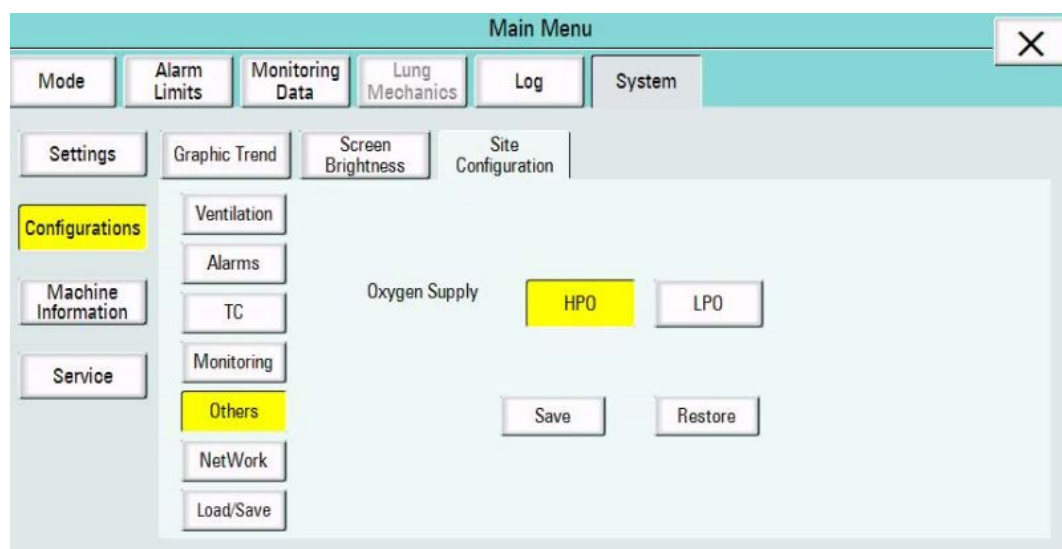 Main Menu
Mode
Alarm
Limits
Monitoring
Data
Lung
Mechanios
Log
System
Settings
Graphic Trend
Screen
Brightness
Site
Configuration
Configurations
Ventilation
Alarms
Machine
Information
TC
Oxygen Supply
HPO
LPO
Service
Monitoring
Others
Save
Restore
NetWork
Load/Save